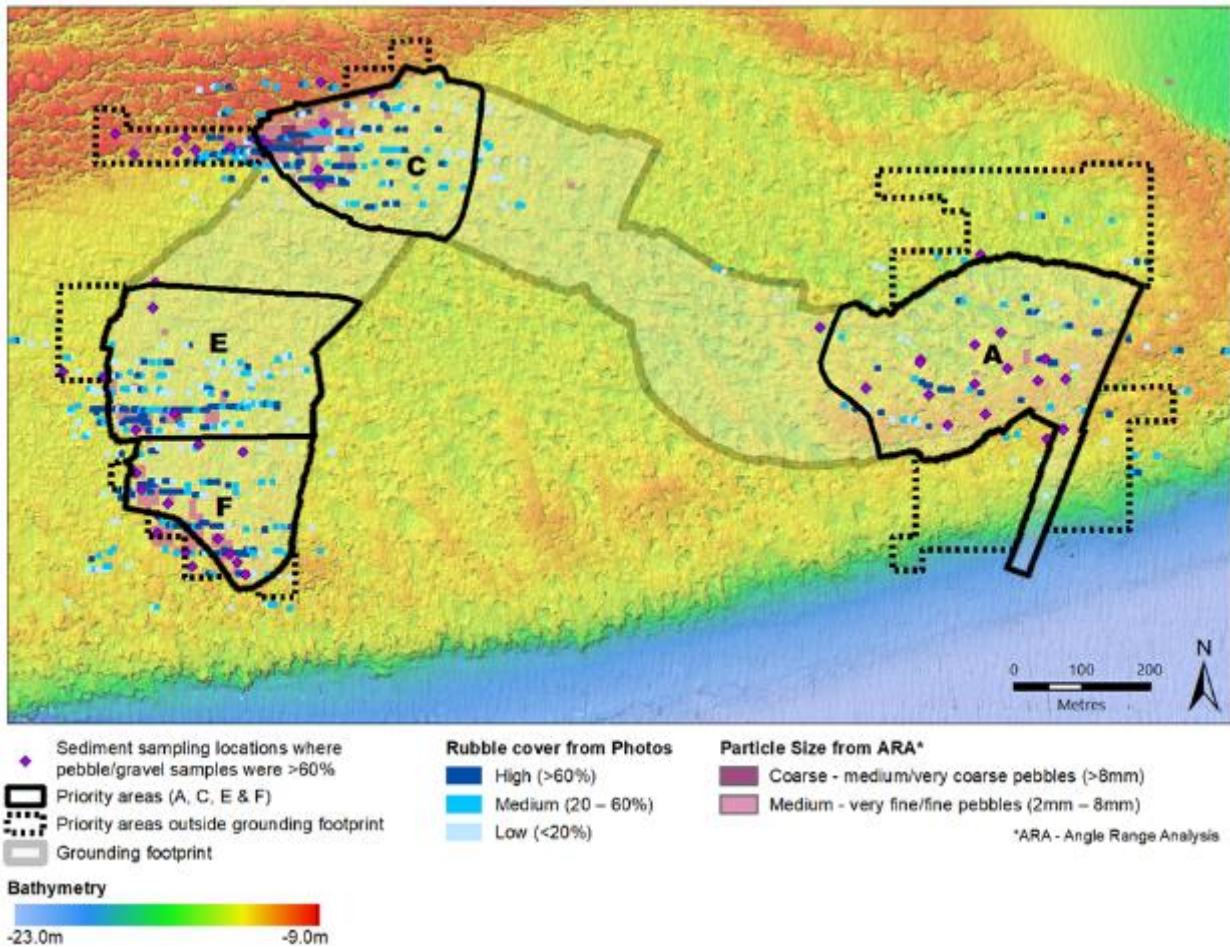 C
E
A
F
N
0 100 200
Metres
Sediment sampling locations where
pebble/gravel samples were >60%
Priority areas (A, C, E & F)
Priority areas outside grounding footprint
Grounding footprint
Rubble cover from Photos
High (>60%)
Medium (20 – 60%)
Low (<20%)
Particle Size from ARA*
Coarse - medium/very coarse pebbles (>8mm)
Medium - very fine/fine pebbles (2mm – 8mm)
*ARA - Angle Range Analysis
Bathymetry
-23.0m -9.0m